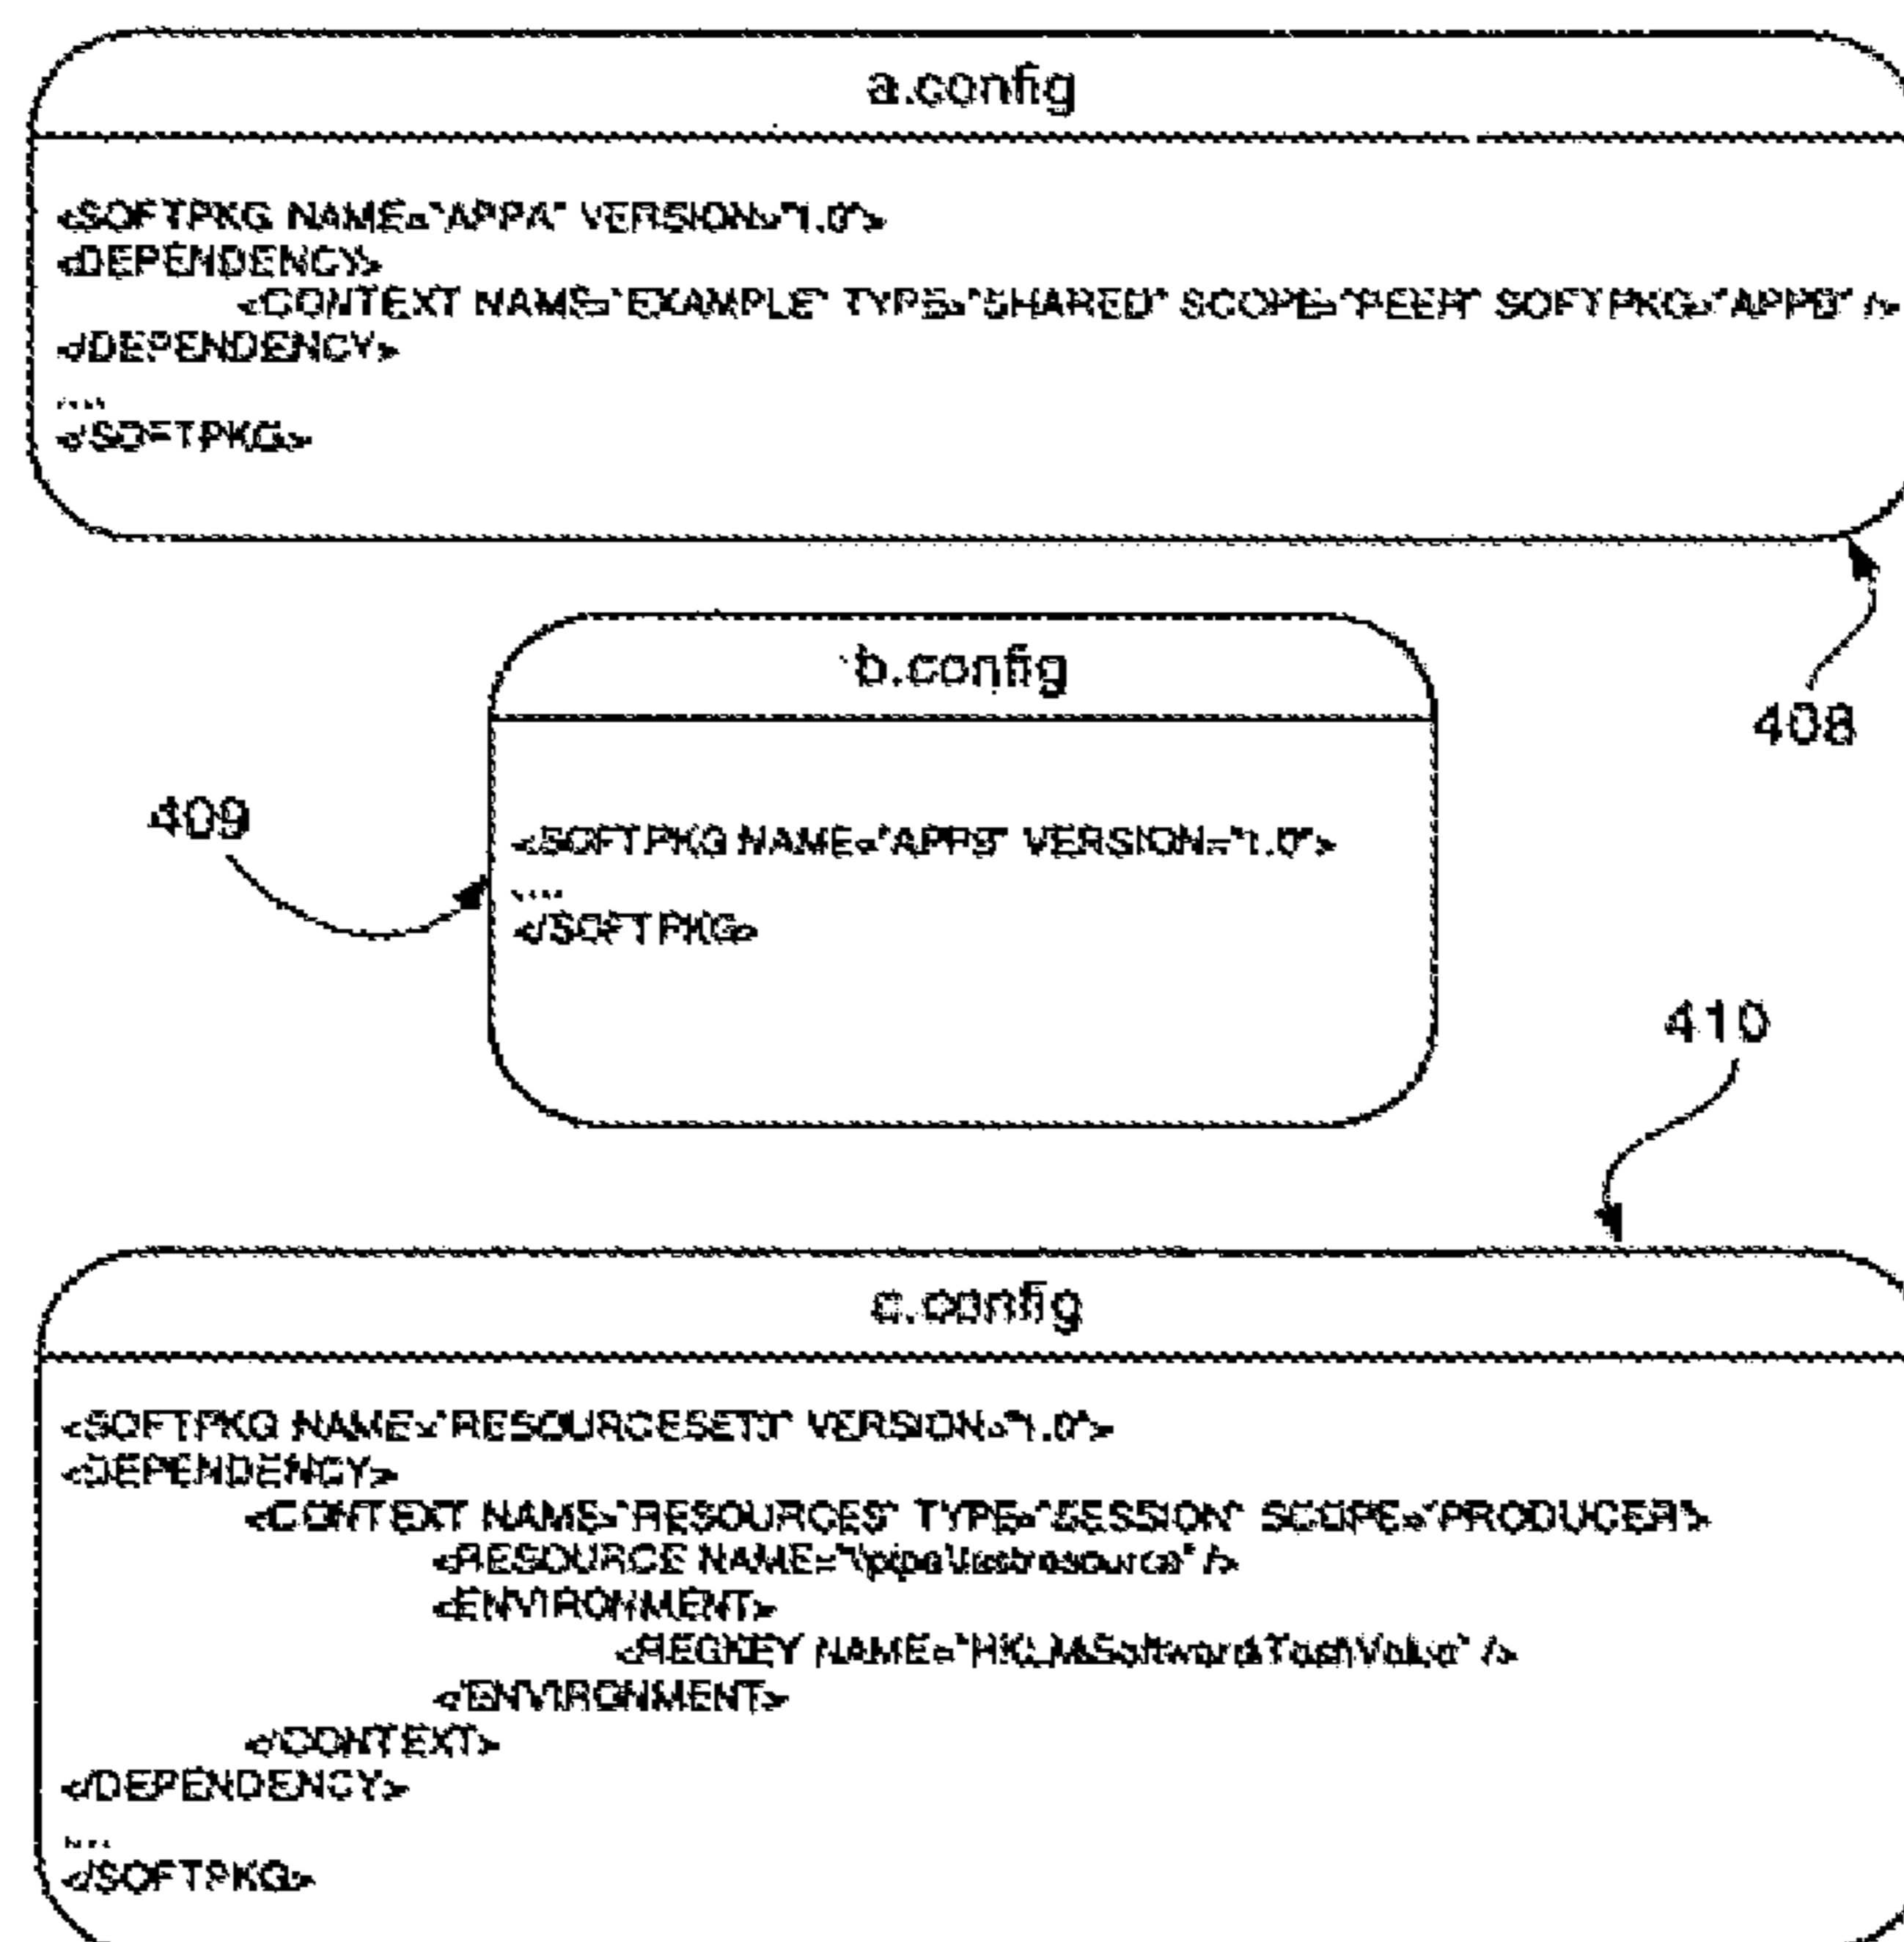 a.config
<SOFTPKG NAME="APPA" VERSION="1.0">
<DEPENDENCY>
<CONTEXT NAME="EXAMPLE" TYPE="SHARED" SCOPE="PEER" SOFTPKG="APPB" />
</DEPENDENCY>
....
</SOFTPKG>
408
b.config
409
<SOFTPKG NAME="APPB" VERSION="1.0">
....
</SOFTPKG>
410
c.config
<SOFTPKG NAME="RESOURCESET1" VERSION="1.0">
<DEPENDENCY>
<CONTEXT NAME="RESOURCES" TYPE="SESSION" SCOPE="PRODUCER">
<RESOURCE NAME="\pipe\testresource" />
<ENVIRONMENT>
<REGKEY NAME= />
</ENVIRONMENT>
</CONTEXT>
</DEPENDENCY>
....
</SOFTPKG>